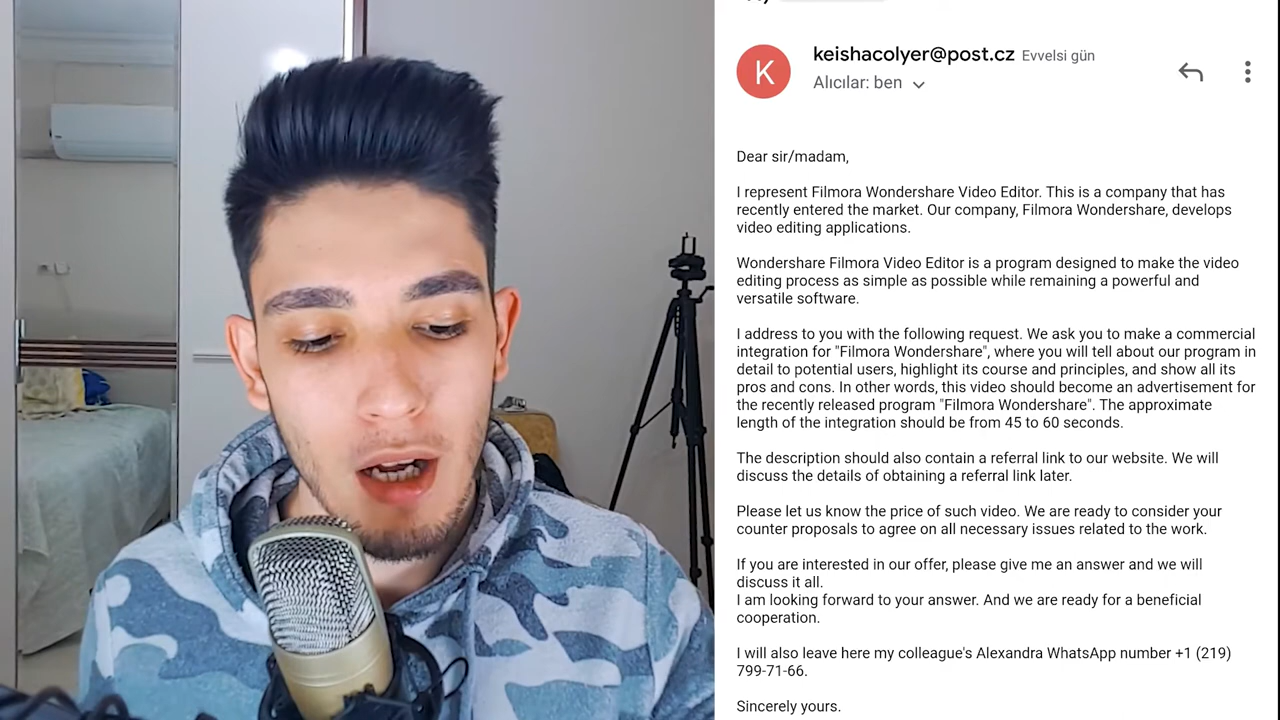 K
keishacolyer@post.cz Evvelsi gün
Alıcılar: ben
Dear sir/madam,
I represent Filmora Wondershare Video Editor. This is a company that has
recently entered the market. Our company, Filmora Wondershare, develops
video editing applications.
Wondershare Filmora Video Editor is a program designed to make the video
editing process as simple as possible while remaining a powerful and
versatile software.
I address to you with the following request. We ask you to make a commercial
integration for "Filmora Wondershare", where you will tell about our program in
detail to potential users, highlight its course and principles, and show all its
pros and cons. In other words, this video should become an advertisement for
the recently released program "Filmora Wondershare". The approximate
length of the integration should be from 45 to 60 seconds.
The description should also contain a referral link to our website. We will
discuss the details of obtaining a referral link later.
Please let us know the price of such video. We are ready to consider your
counter proposals to agree on all necessary issues related to the work.
If you are interested in our offer, please give me an answer and we will
discuss it all.
I am looking forward to your answer. And we are ready for a beneficial
cooperation.
I will also leave here my colleague's Alexandra WhatsApp number +1 (219)
799-71-66.
Sincerely yours.